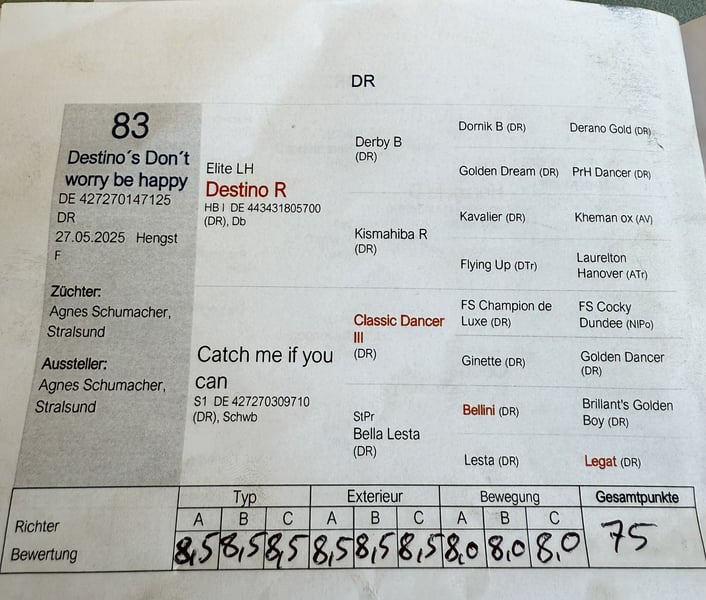 DR
83
Destino´s Don´t
worry be happy
DE 427270147125
DR
27.05.2025 Hengst
F
Züchter:
Agnes Schumacher,
Stralsund
Aussteller:
Agnes Schumacher,
Stralsund
Elite LH
Destino R
HB I DE 443431805700
(DR), Db
Catch me if you
can
S1 DE 427270309710
(DR), Schwb
Derby B
(DR)
Kismahiba R
(DR)
Classic Dancer
III
(DR)
StPr
Bella Lesta
(DR)
Dornik B (DR)
Golden Dream (DR)
Kavalier (DR)
Flying Up (DTr)
FS Champion de
Luxe (DR)
Ginette (DR)
Bellini (DR)
Lesta (DR)
Derano Gold (DR)
PrH Dancer (DR)
Kheman ox (AV)
Laurelton
Hanover (ATr)
FS Cocky
Dundee (NlPo)
Golden Dancer
(DR)
Brillant's Golden
Boy (DR)
Legat (DR)
Typ Exterieur Bewegung Gesamtpunkte
Richter A B C A B C A B C
Bewertung 8,5 8,5 8,5 8,5 8,5 8,5 8,0 8,0 8,0 75